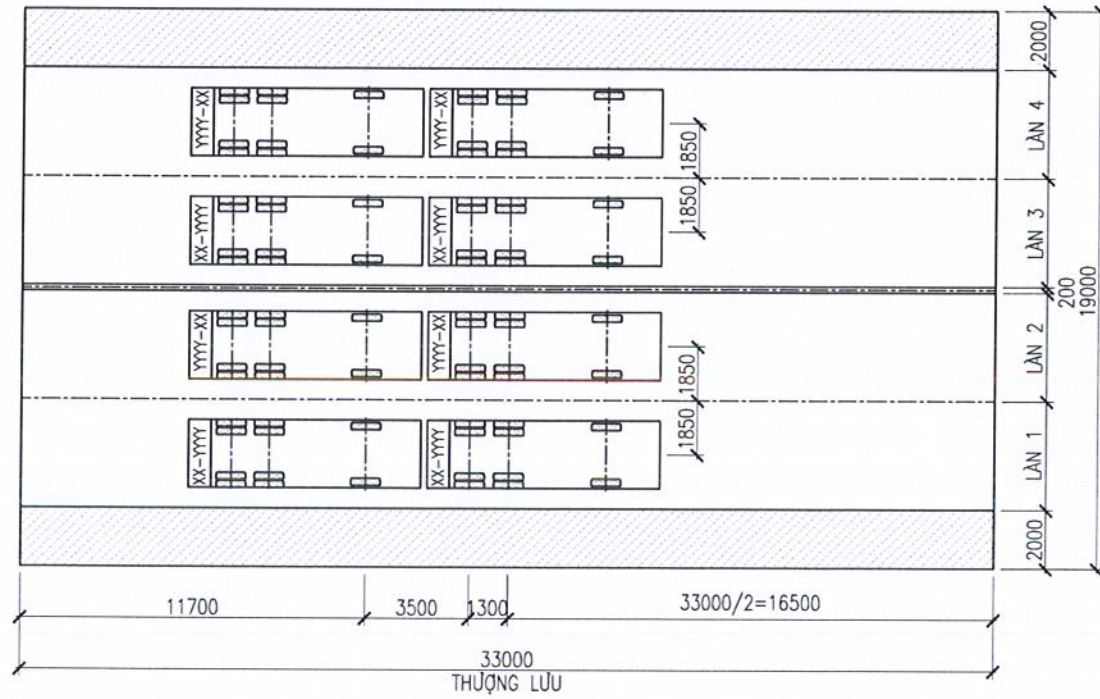 2000
YYYY-XX YYYY-XX 1850 LÀN 4
XX-YYYY XX-YYYY 1850 LÀN 3
200
19000
YYYY-XX YYYY-XX 1850 LÀN 2
XX-YYYY XX-YYYY 1850 LÀN 1
2000
11700 3500 1300 33000/2=16500
33000
THƯỢNG LƯU